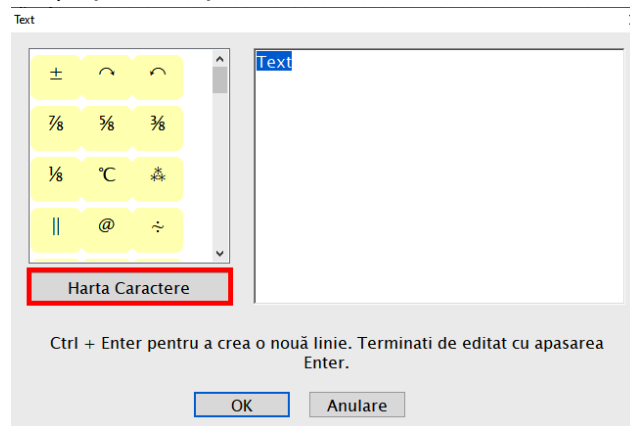 Text
± ↷ ↶
⅞ ⅝ ⅜
⅛ ℃ ⁂
‖ @ ÷
Text
Harta Caractere
Ctrl + Enter pentru a crea o nouă linie. Terminati de editat cu apasarea
Enter.
OK Anulare